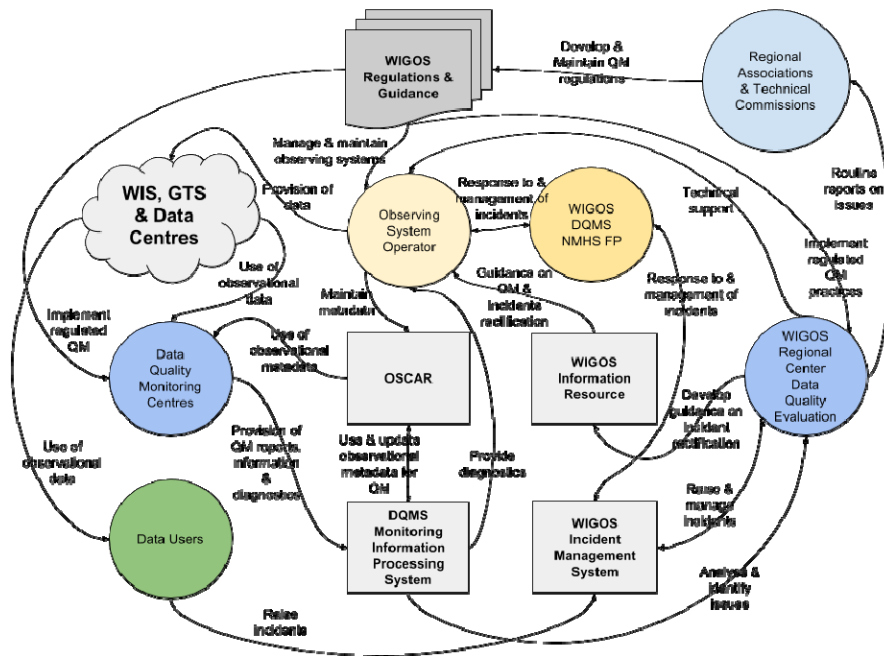 WIGOS
Regulations &
Guidance
Develop &
Maintain QM
regulations
Regional
Associations
& Technical
Commissions
Manage & maintain
observing systems
WIS, GTS
& Data
Centres
Provision of
data
Observing
System
Operator
Response to &
management of
incidents
WIGOS
DQMS
NMHS FP
Technical
support
Routine
reports on
issues
Implement
regulated
QM
practices
Use of
observational
data
Maintain
metadata
Guidance on
QM &
Incidents
rectification
Response to &
management of
incidents
Implement
regulated
QM
Data
Quality
Monitoring
Centres
Use of
observational
metadata
OSCAR
WIGOS
Information
Resource
WIGOS
Regional
Center
Data
Quality
Evaluation
Develop
guidance on
incident
rectification
Use of
observational
data
Provision of
QM reports,
information
&
diagnostics
Use & update
observational
metadata for
QM
Provide
diagnostics
Raise &
manage
incidents
Data Users
DQMS
Monitoring
Information
Processing
System
WIGOS
Incident
Management
System
Analyse &
identify
issues
Raise
incidents